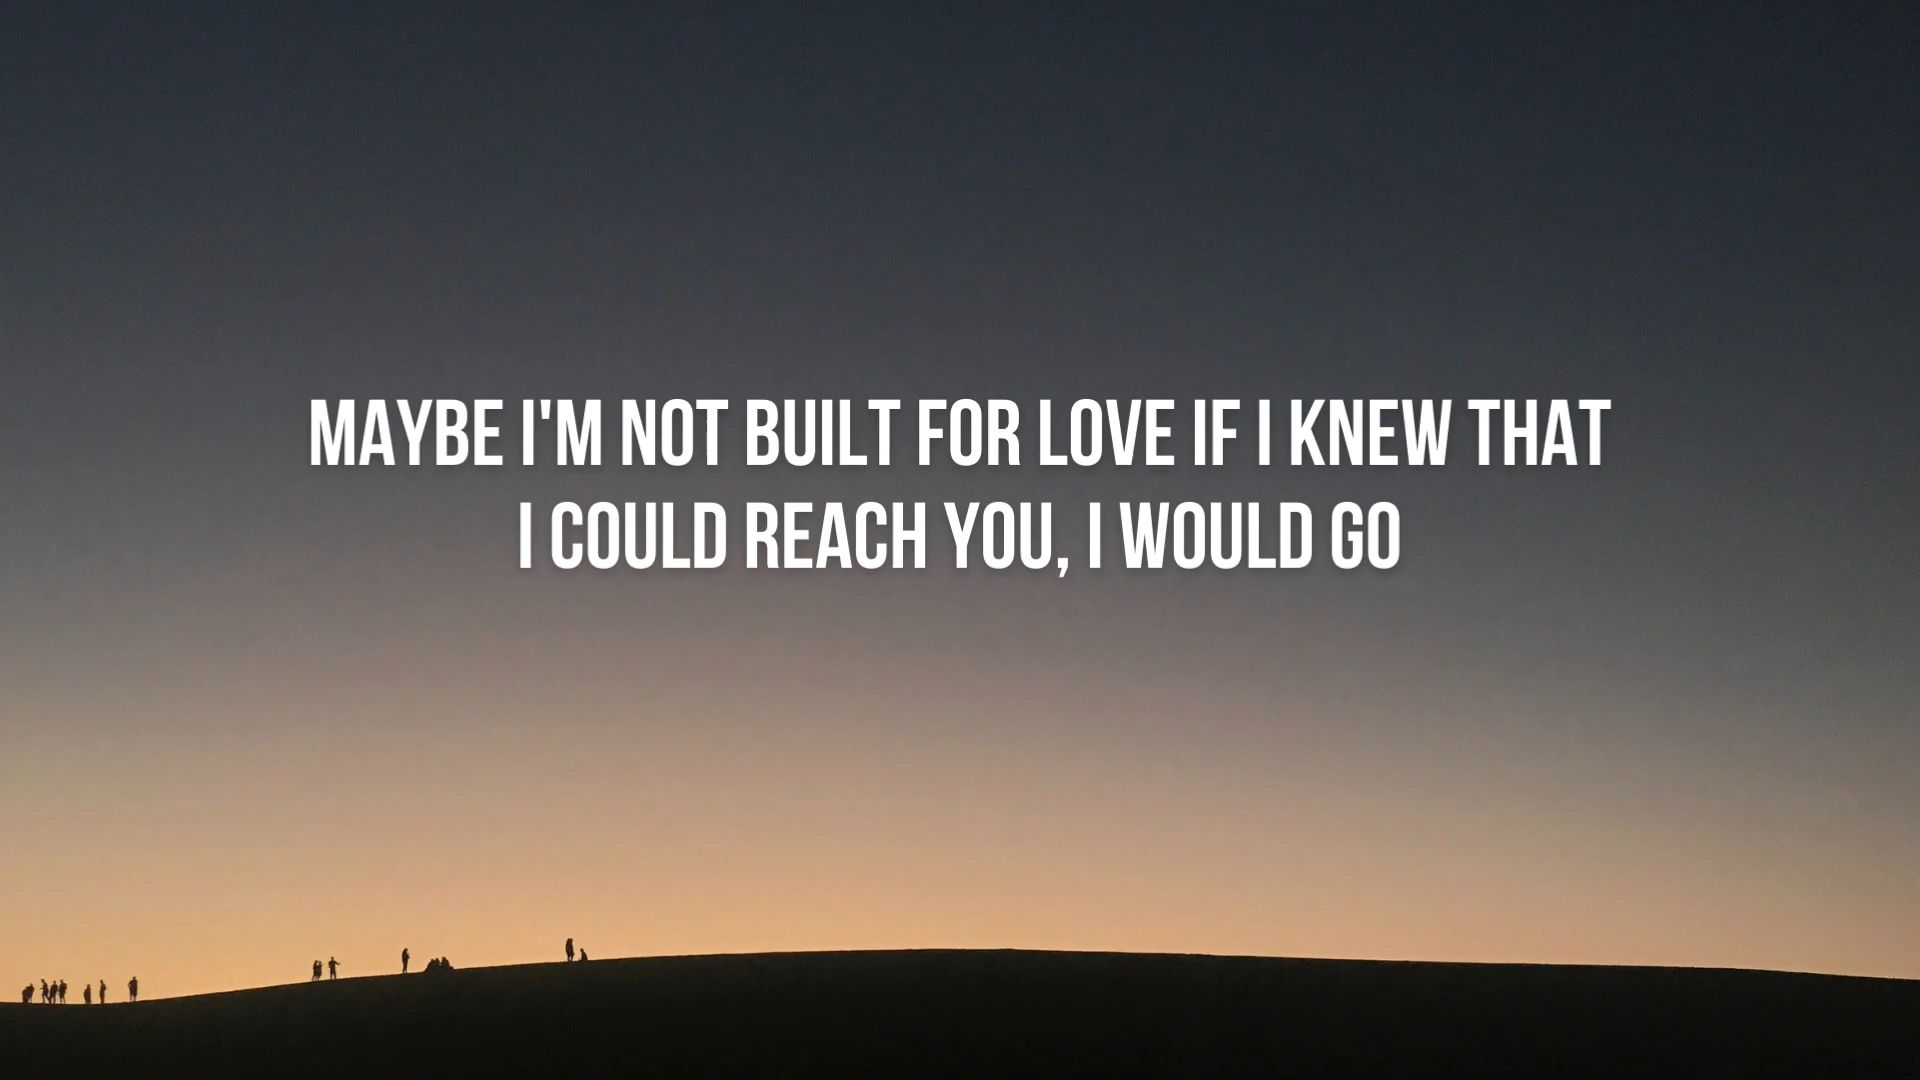 MAYBE I'M NOT BUILT FOR LOVE IF I KNEW THAT
I COULD REACH YOU, I WOULD GO